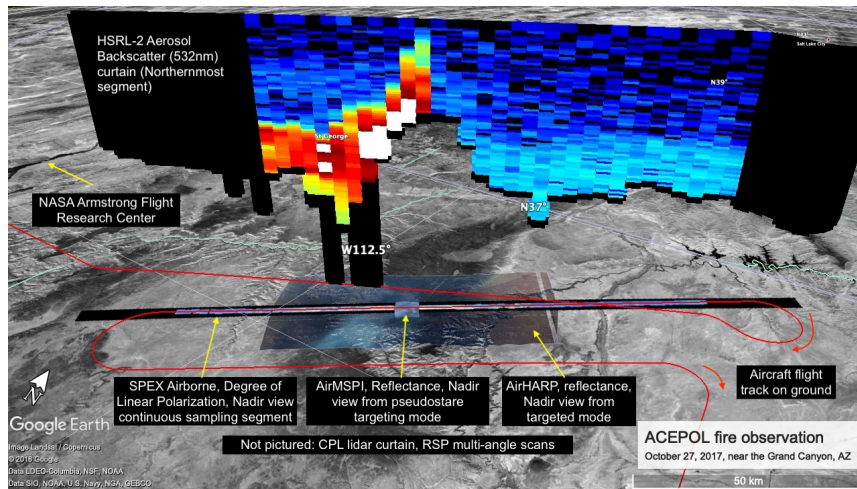 HSRL-2 Aerosol
Backscatter (532nm)
curtain (Northernmost
segment)
Salt Lake City
N39°
St George
NASA Armstrong Flight
Research Center
N37°
W112.5°
SPEX Airborne, Degree of
Linear Polarization, Nadir view
continuous sampling segment
AirMSPI, Reflectance, Nadir
view from pseudostare
targeting mode
AirHARP, reflectance,
Nadir view from
targeted mode
Aircraft flight
track on ground
N
Google Earth
Not pictured: CPL lidar curtain, RSP multi-angle scans
Image Landsat / Copernicus
© 2018 Google
Data LDEO-Columbia, NSF, NOAA
Data SIO, NOAA, U.S. Navy, NGA, GEBCO
ACEPOL fire observation
October 27, 2017, near the Grand Canyon, AZ
50 km